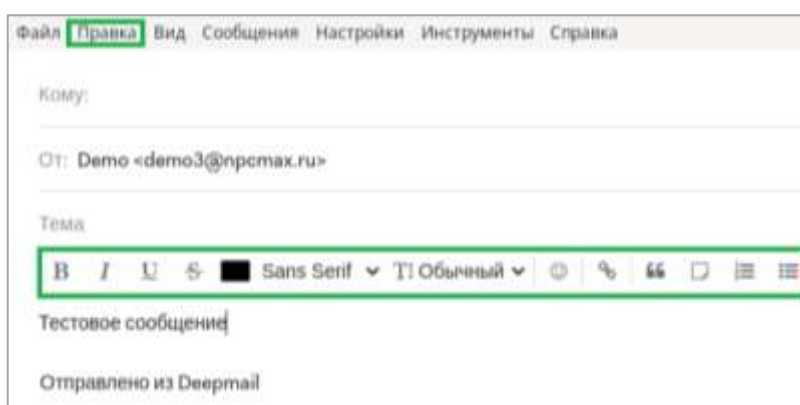 Файл Правка Вид Сообщения Настройки Инструменты Справка
Кому:
От: Demo <demo3@npcmax.ru>
Тема
B I U S Sans Serif T Обычный
Тестовое сообщение
Отправлено из Deepmail